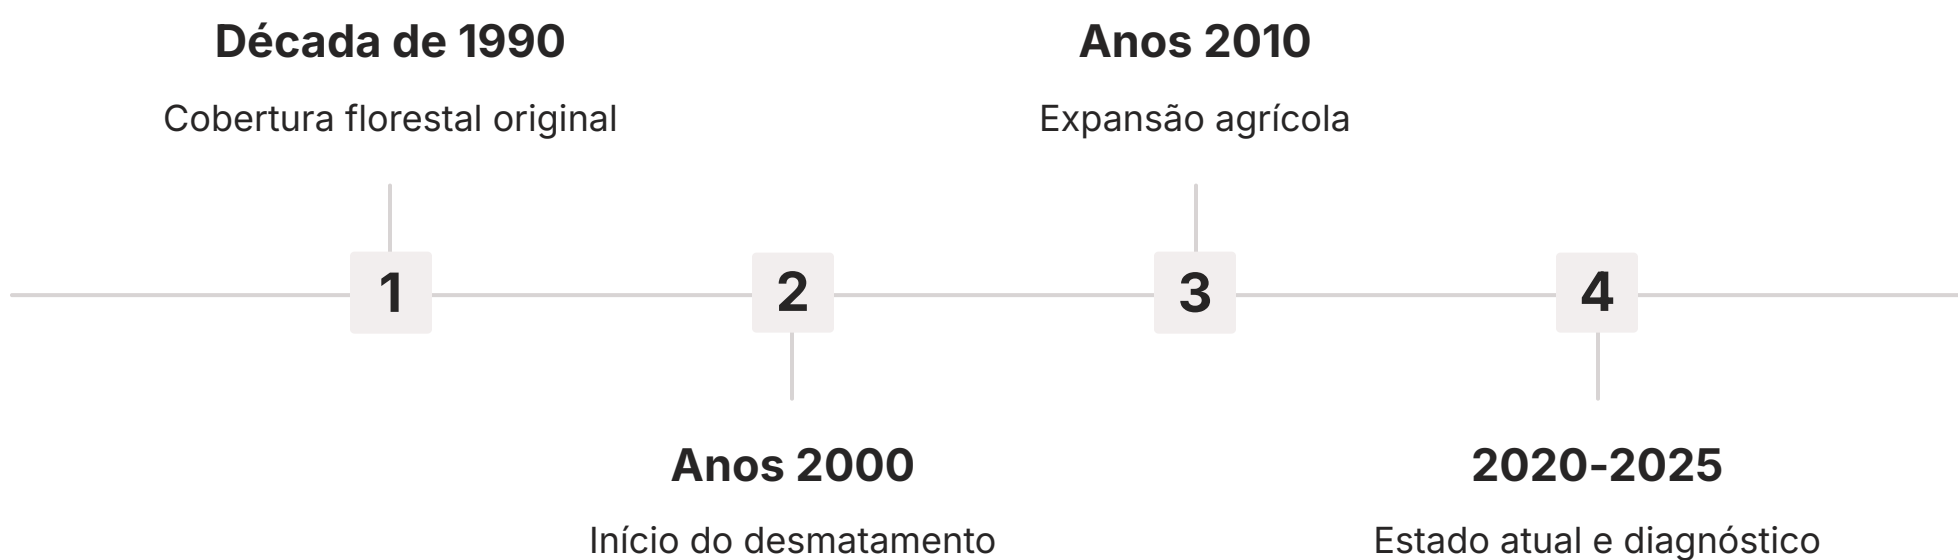 Década de 1990
Cobertura florestal original
Anos 2010
Expansão agrícola
1
2
3
4
Anos 2000
Início do desmatamento
2020-2025
Estado atual e diagnóstico